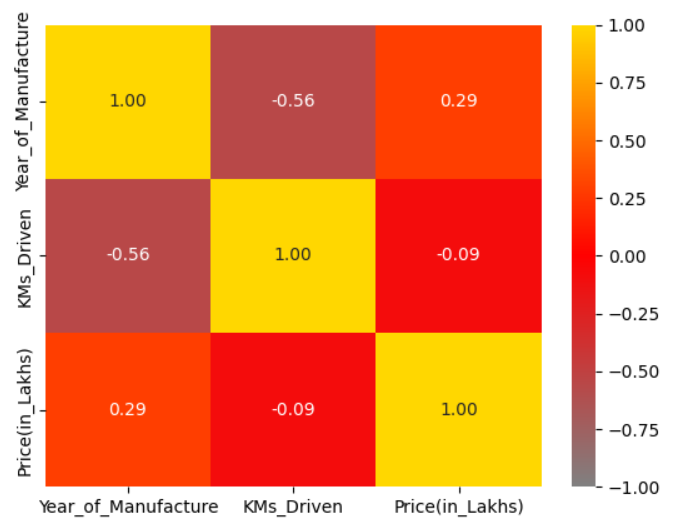 Year_of_Manufacture
1.00 -0.56 0.29
KMs_Driven
-0.56 1.00 -0.09
Price(in_Lakhs)
0.29 -0.09 1.00
Year_of_Manufacture KMs_Driven Price(in_Lakhs)
1.00
0.75
0.50
0.25
0.00
−0.25
−0.50
−0.75
−1.00